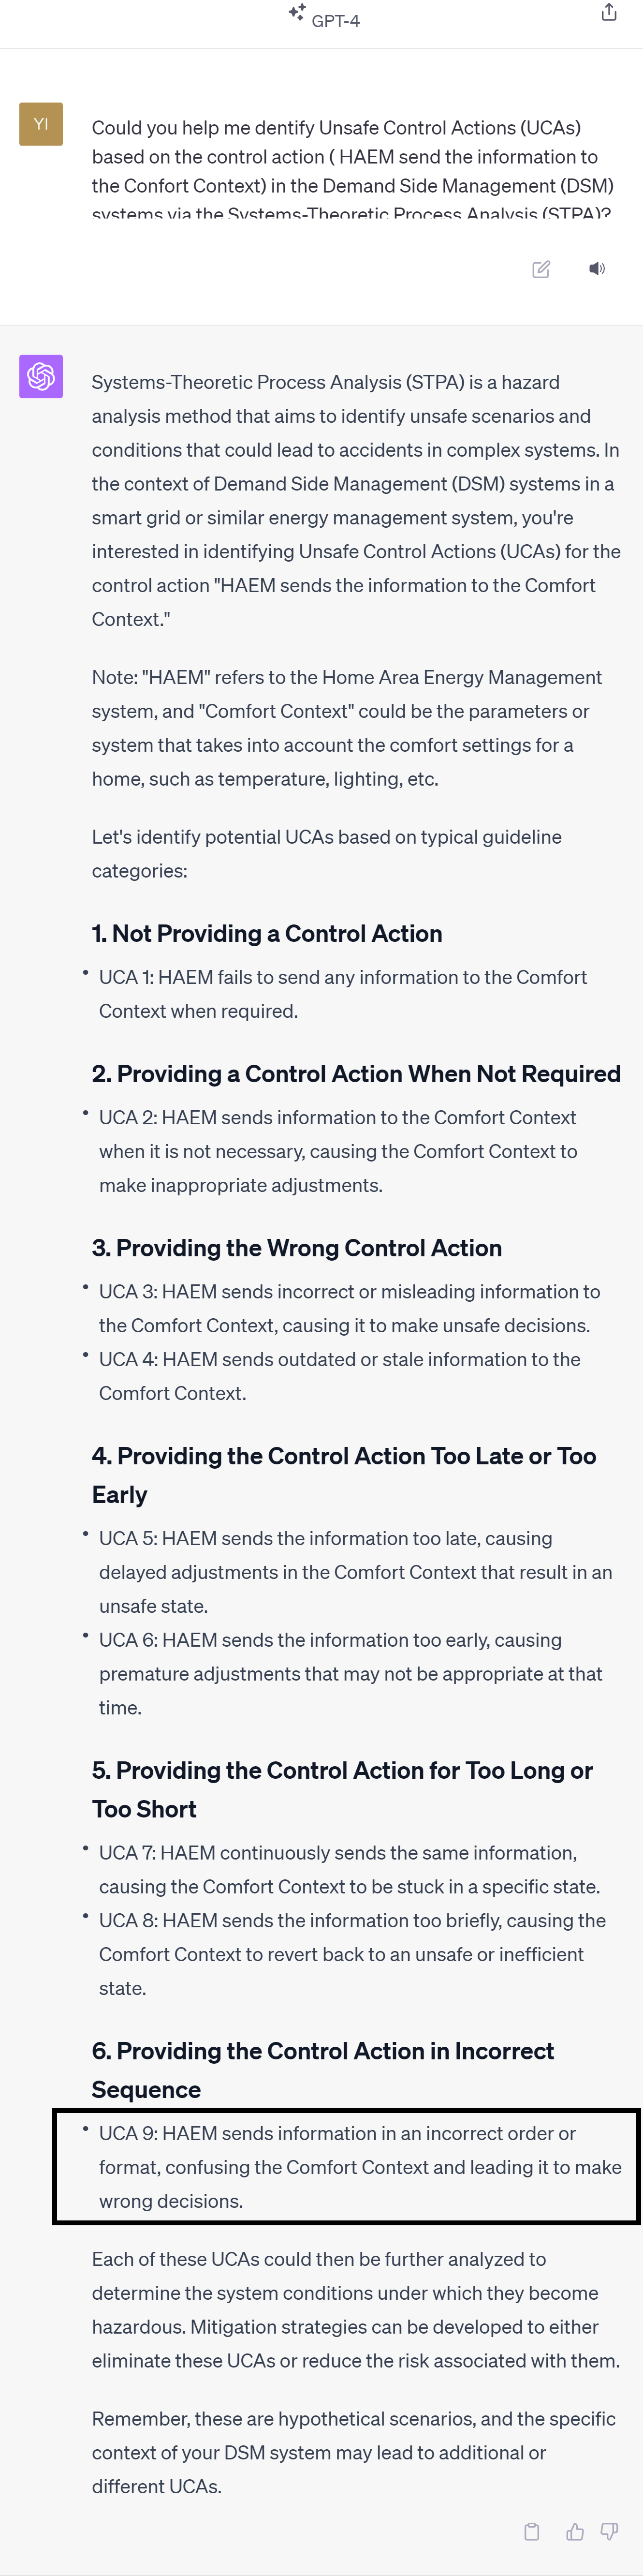 GPT-4
YI
Could you help me dentify Unsafe Control Actions (UCAs)
based on the control action ( HAEM send the information to
the Confort Context) in the Demand Side Management (DSM)
systems via the Systems-Theoretic Process Analysis (STPA)?
Systems-Theoretic Process Analysis (STPA) is a hazard
analysis method that aims to identify unsafe scenarios and
conditions that could lead to accidents in complex systems. In
the context of Demand Side Management (DSM) systems in a
smart grid or similar energy management system, you're
interested in identifying Unsafe Control Actions (UCAs) for the
control action "HAEM sends the information to the Comfort
Context."
Note: "HAEM" refers to the Home Area Energy Management
system, and "Comfort Context" could be the parameters or
system that takes into account the comfort settings for a
home, such as temperature, lighting, etc.
Let's identify potential UCAs based on typical guideline
categories:
1. Not Providing a Control Action
• UCA 1: HAEM fails to send any information to the Comfort
Context when required.
2. Providing a Control Action When Not Required
• UCA 2: HAEM sends information to the Comfort Context
when it is not necessary, causing the Comfort Context to
make inappropriate adjustments.
3. Providing the Wrong Control Action
• UCA 3: HAEM sends incorrect or misleading information to
the Comfort Context, causing it to make unsafe decisions.
• UCA 4: HAEM sends outdated or stale information to the
Comfort Context.
4. Providing the Control Action Too Late or Too
Early
• UCA 5: HAEM sends the information too late, causing
delayed adjustments in the Comfort Context that result in an
unsafe state.
• UCA 6: HAEM sends the information too early, causing
premature adjustments that may not be appropriate at that
time.
5. Providing the Control Action for Too Long or
Too Short
• UCA 7: HAEM continuously sends the same information,
causing the Comfort Context to be stuck in a specific state.
• UCA 8: HAEM sends the information too briefly, causing the
Comfort Context to revert back to an unsafe or inefficient
state.
6. Providing the Control Action in Incorrect
Sequence
• UCA 9: HAEM sends information in an incorrect order or
format, confusing the Comfort Context and leading it to make
wrong decisions.
Each of these UCAs could then be further analyzed to
determine the system conditions under which they become
hazardous. Mitigation strategies can be developed to either
eliminate these UCAs or reduce the risk associated with them.
Remember, these are hypothetical scenarios, and the specific
context of your DSM system may lead to additional or
different UCAs.